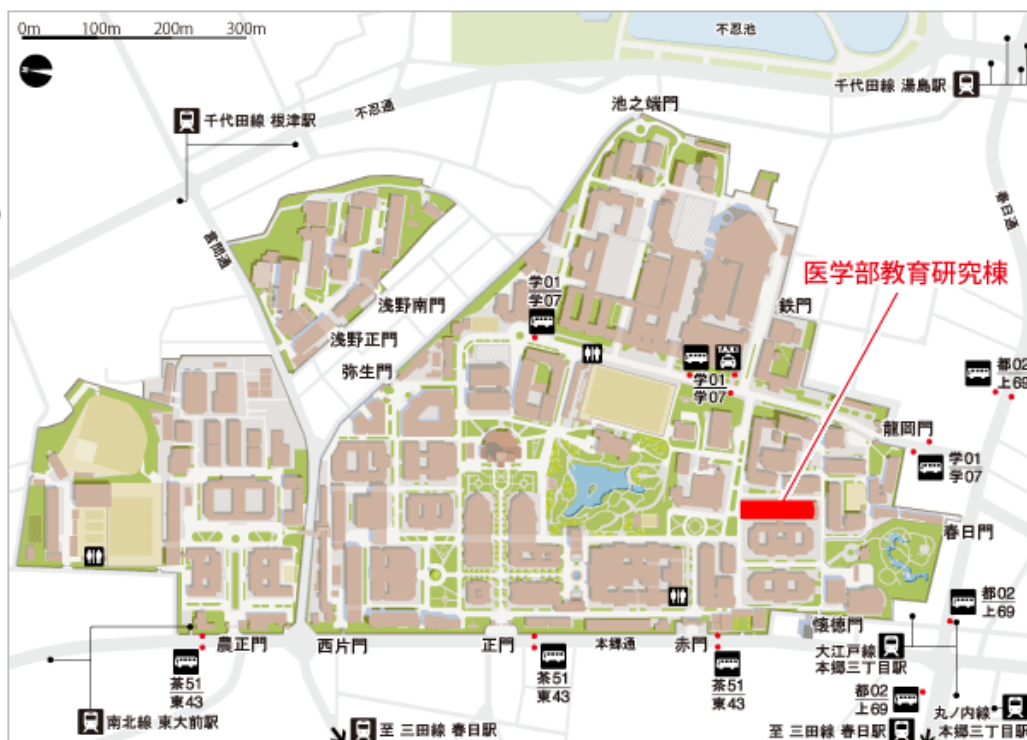 0m 100m 200m 300m
不忍池
千代田線 湯島駅
池之端門
不忍通
千代田線 根津駅
春日通
言問通
医学部教育研究棟
学01
学07
浅野南門
鉄門
浅野正門
TAXI
弥生門
都02
上69
学01
学07
龍岡門
学01
学07
春日門
都02
上69
懐徳門
農正門
西片門
正門
本郷通
赤門
大江戸線
本郷三丁目駅
茶51
東43
茶51
東43
茶51
東43
都02
上69
丸ノ内線
本郷三丁目駅
南北線 東大前駅
至 三田線 春日駅
至 三田線 春日駅